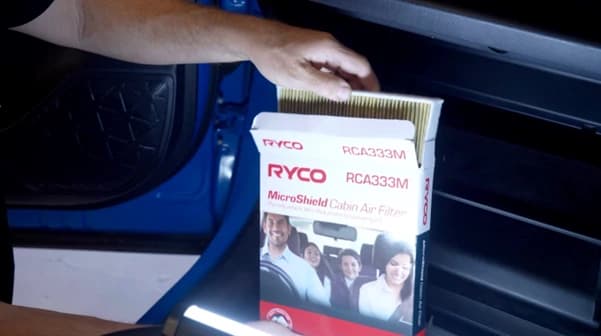 RYCO RCA333M
RYCO RCA333M
MicroShield Cabin Air Filter
RYCO